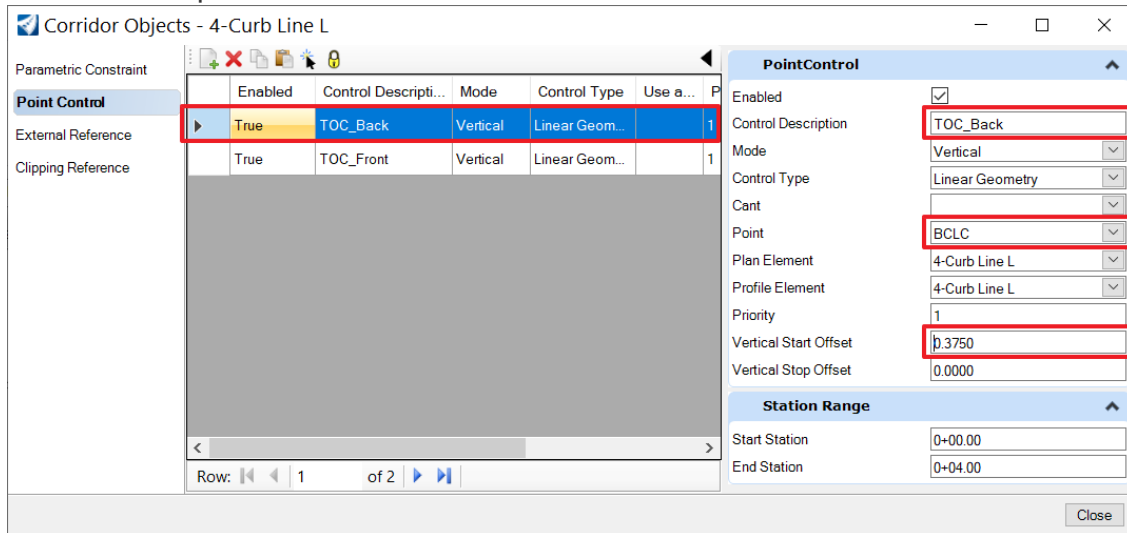 Corridor Objects - 4-Curb Line L
Parametric Constraint
Point Control
External Reference
Clipping Reference
Enabled Control Descripti... Mode Control Type Use a... P
True TOC_Back Vertical Linear Geom... 1
True TOC_Front Vertical Linear Geom... 1
Row: 1 of 2
PointControl
Enabled
Control Description TOC_Back
Mode Vertical
Control Type Linear Geometry
Cant
Point BCLC
Plan Element 4-Curb Line L
Profile Element 4-Curb Line L
Priority 1
Vertical Start Offset 0.3750
Vertical Stop Offset 0.0000
Station Range
Start Station 0+00.00
End Station 0+04.00
Close